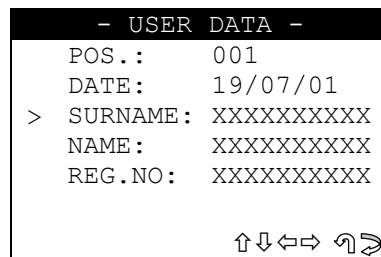 - USER DATA -
POS.: 001
DATE: 19/07/01
> SURNAME: XXXXXXXXXX
NAME: XXXXXXXXXX
REG.NO: XXXXXXXXXX
⇧⇩⇦⇨